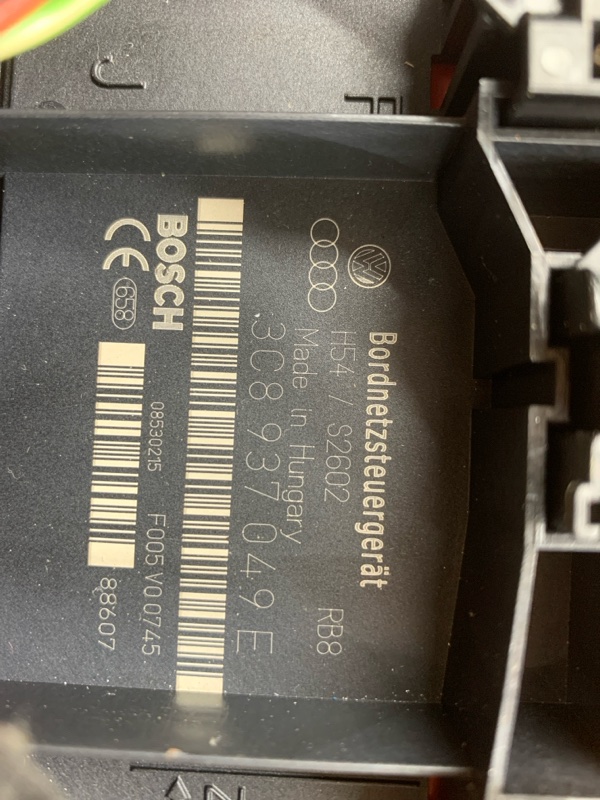 Bordnetzsteuergerät
H54 / S2602 RB8
Made in Hungary
3C8 937 049 E
BOSCH
08530215 F005 V00745
CE 658
88607
J
F
N